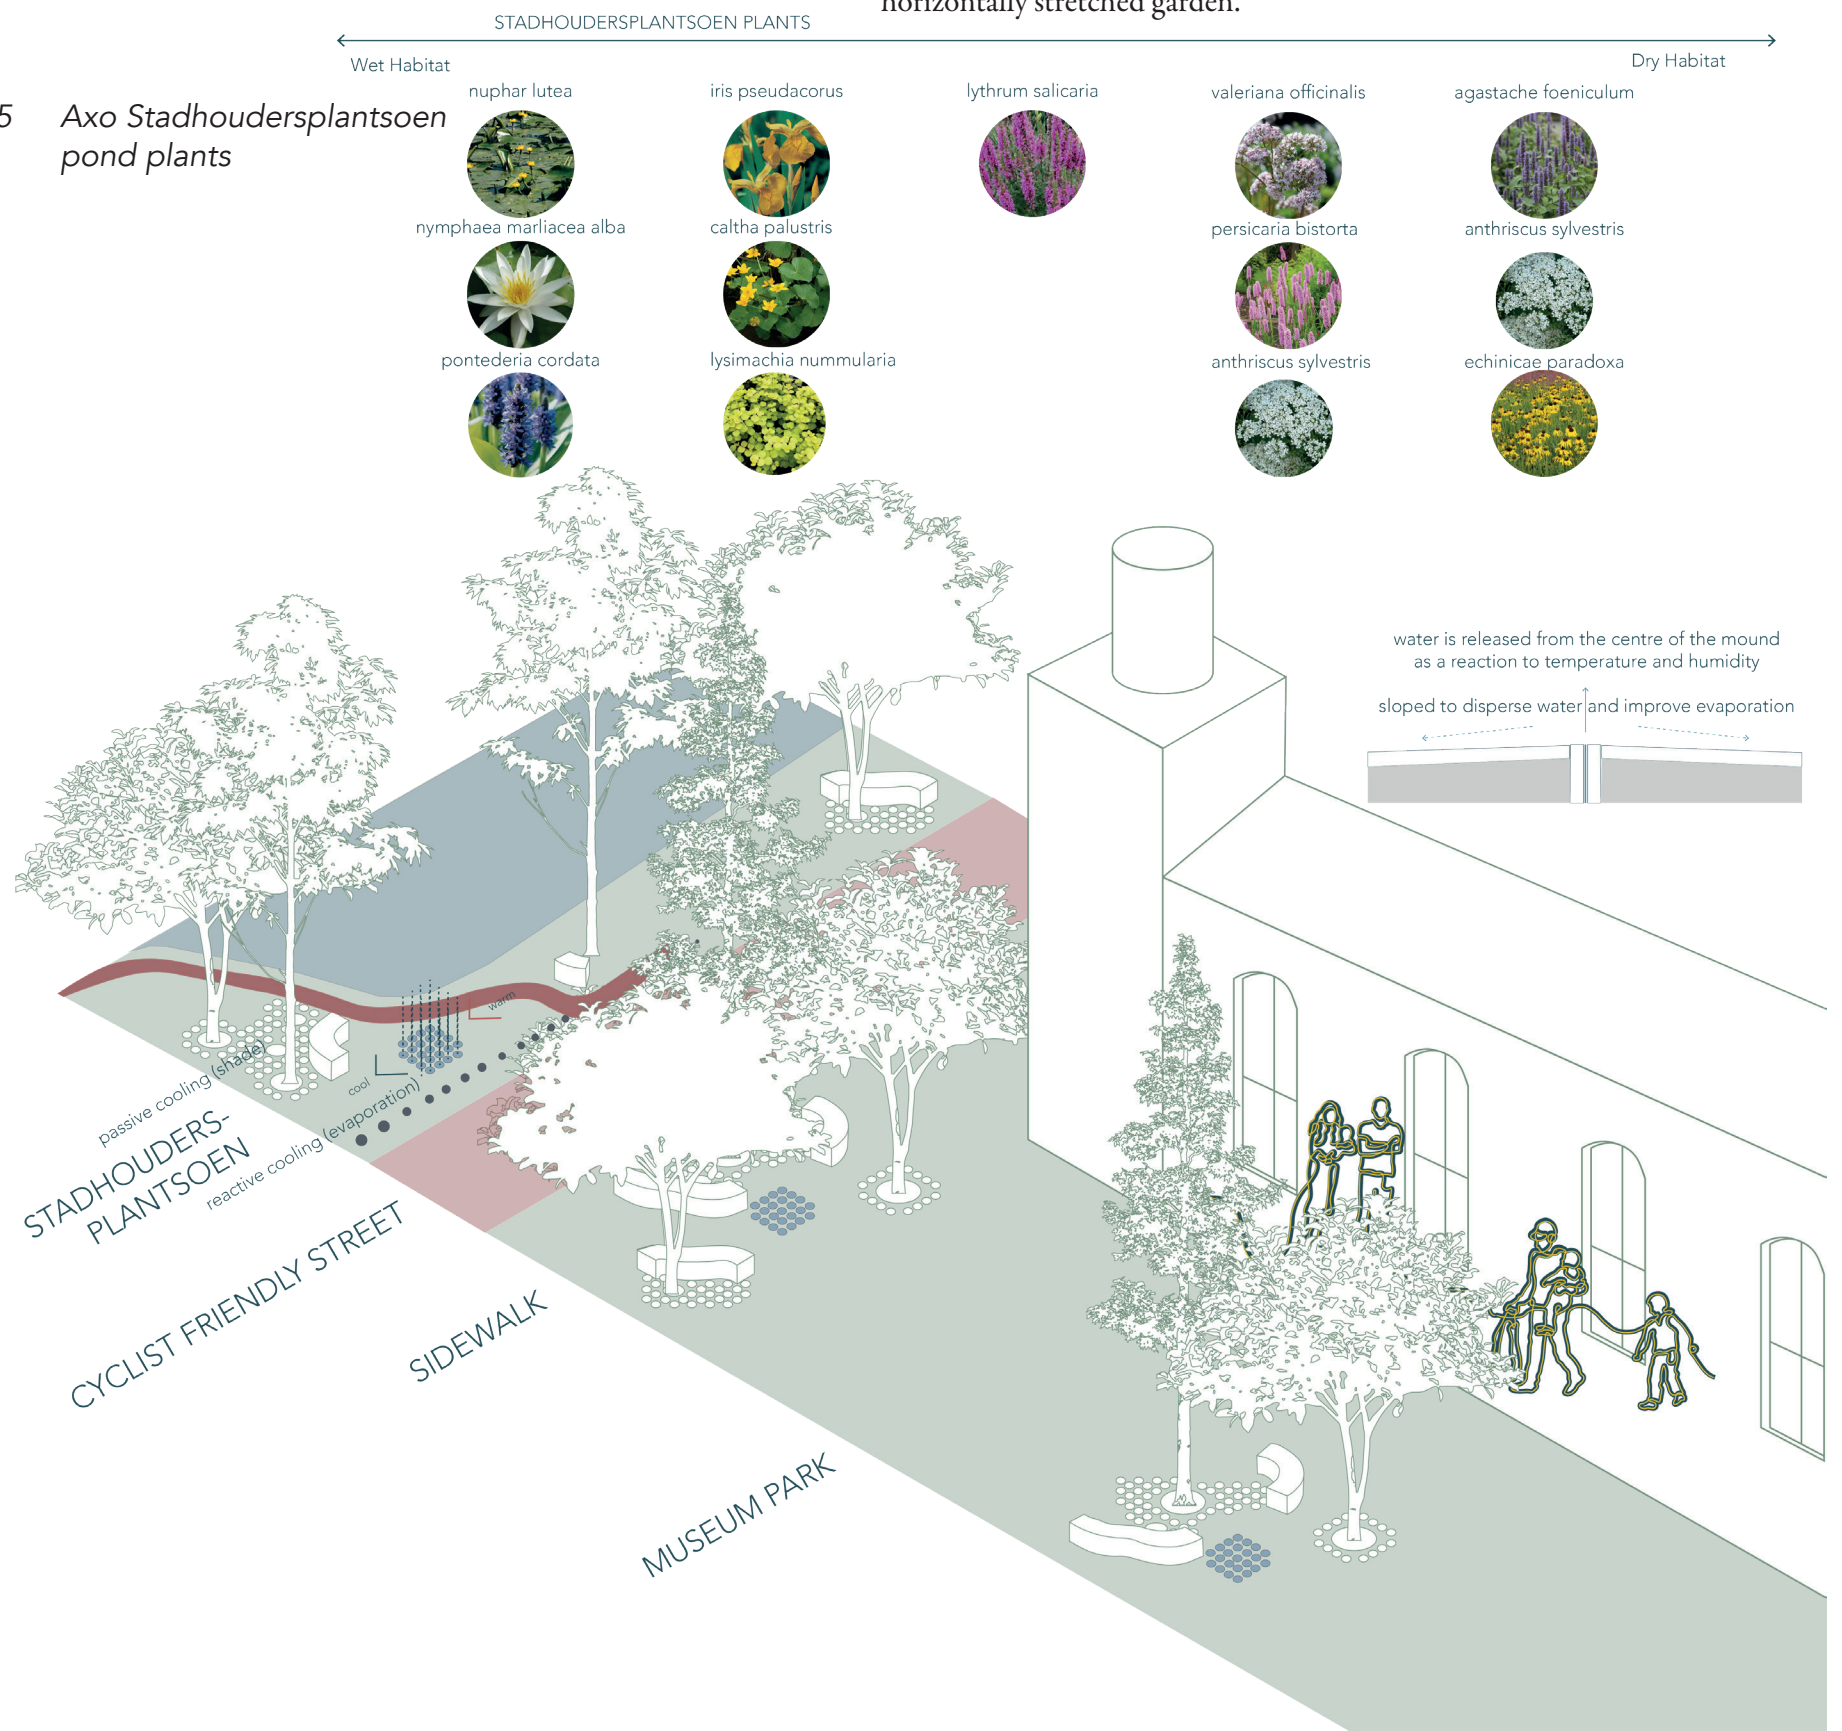 horizontally stretched garden.
STADHOUDERSPLANTSOEN PLANTS
Wet Habitat
Dry Habitat
5 Axo Stadhoudersplantsoen
pond plants
nuphar lutea
iris pseudacorus
lythrum salicaria
valeriana officinalis
agastache foeniculum
nymphaea marliacea alba
caltha palustris
persicaria bistorta
anthriscus sylvestris
pontederia cordata
lysimachia nummularia
anthriscus sylvestris
echinicae paradoxa
water is released from the centre of the mound
as a reaction to temperature and humidity
sloped to disperse water and improve evaporation
warm
cool
passive cooling (shade)
reactive cooling (evaporation)
STADHOUDERS-
PLANTSOEN
CYCLIST FRIENDLY STREET
SIDEWALK
MUSEUM PARK